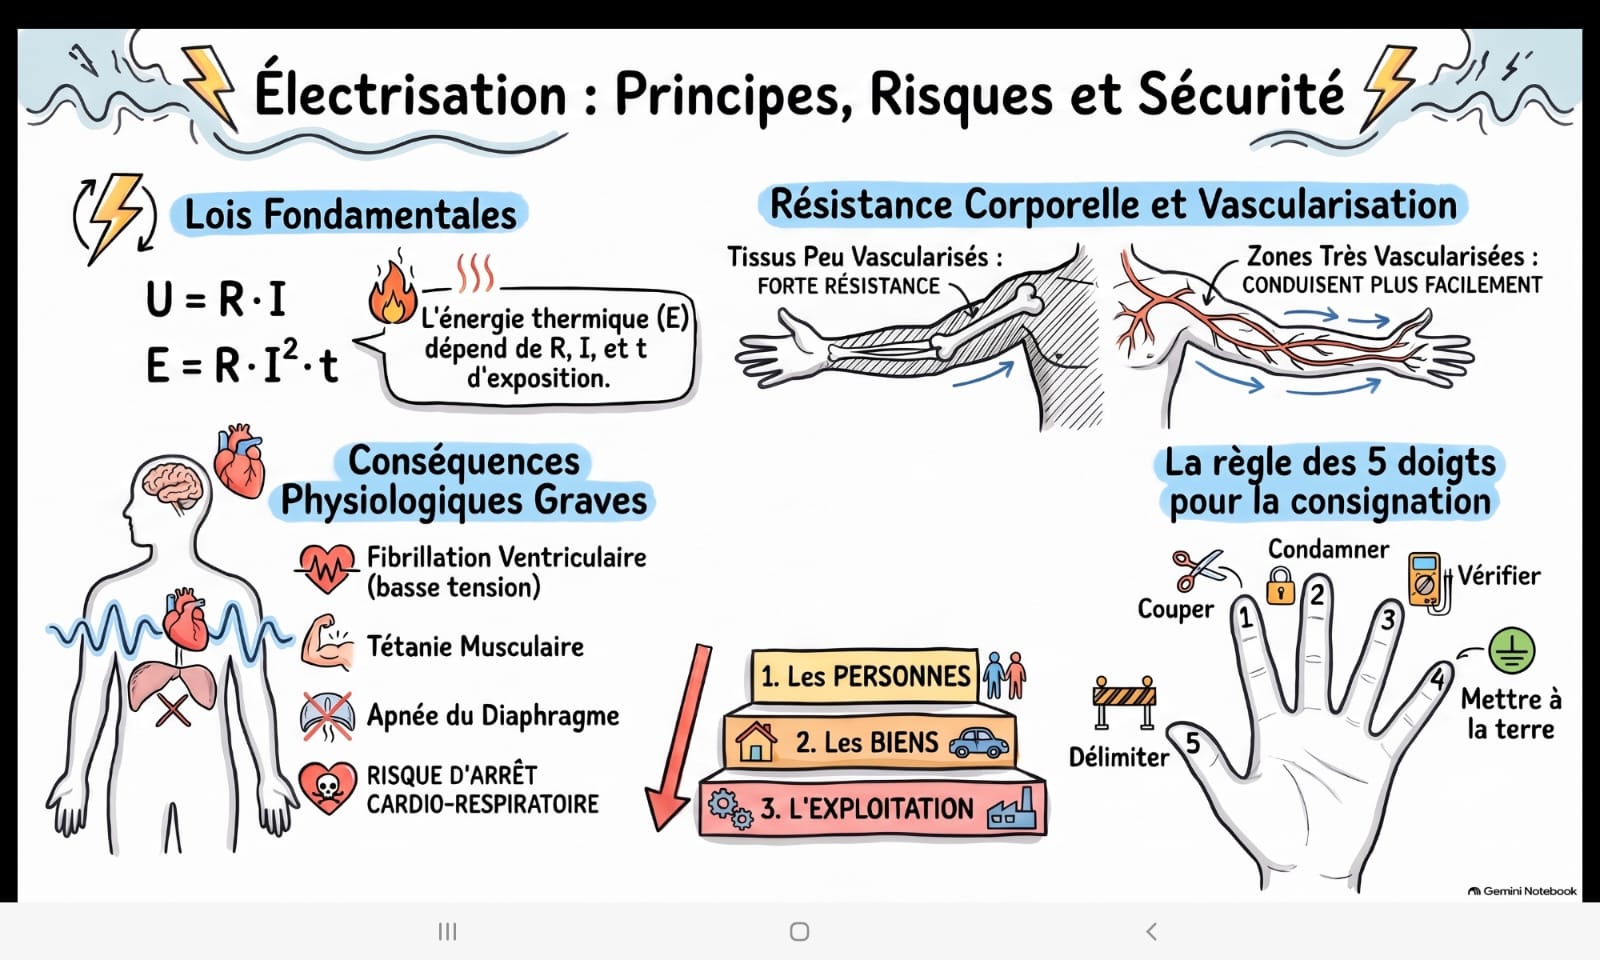 Électrisation : Principes, Risques et Sécurité
Lois Fondamentales
U = R · I
E = R · I² · t
L'énergie thermique (E)
dépend de R, I, et t
d'exposition.
Résistance Corporelle et Vascularisation
Tissus Peu Vascularisés :
FORTE RÉSISTANCE
Zones Très Vascularisées :
CONDUISENT PLUS FACILEMENT
Conséquences
Physiologiques Graves
Fibrillation Ventriculaire
(basse tension)
Tétanie Musculaire
Apnée du Diaphragme
RISQUE D'ARRÊT
CARDIO-RESPIRATOIRE
1. Les PERSONNES
2. Les BIENS
3. L'EXPLOITATION
La règle des 5 doigts
pour la consignation
Couper
1
Condamner
2
Vérifier
3
Mettre à
la terre
4
Délimiter
5
Gemini Notebook